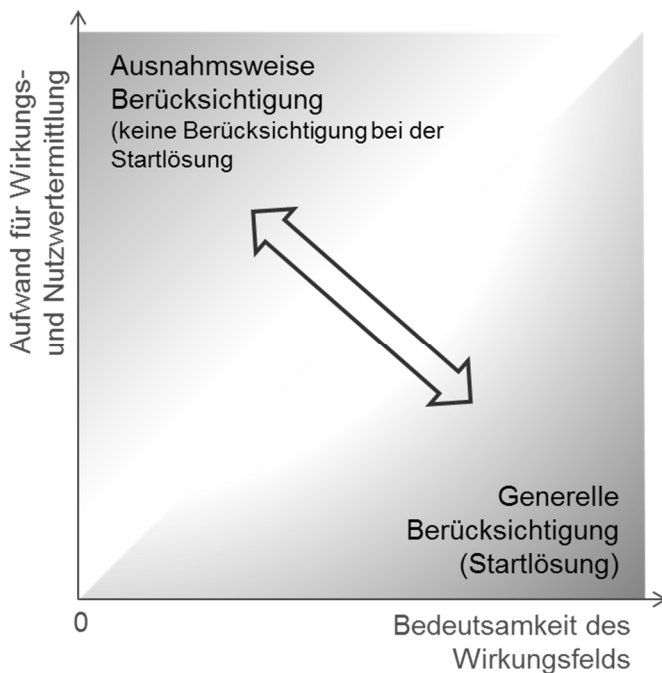 Aufwand für Wirkungs-
und Nutzwertermittlung
Ausnahmsweise
Berücksichtigung
(keine Berücksichtigung bei der
Startlösung
Generelle
Berücksichtigung
(Startlösung)
0
Bedeutsamkeit des
Wirkungsfelds